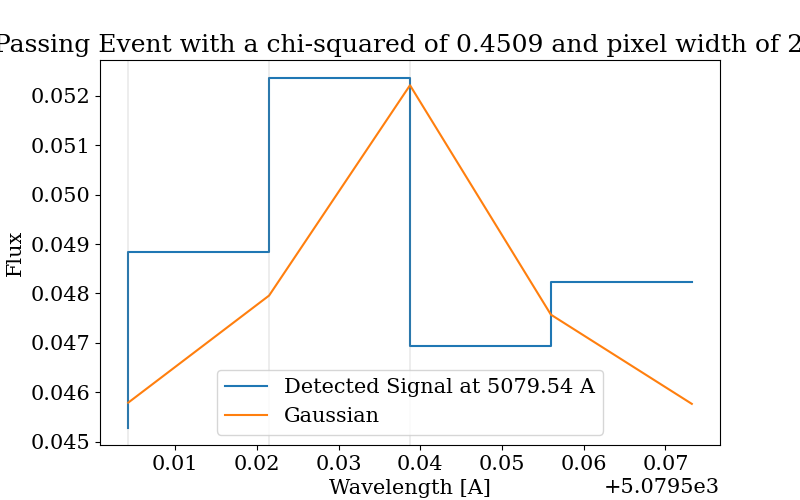 Passing Event with a chi-squared of 0.4509 and pixel width of 2
0.052
0.051
0.050
0.049
0.048
0.047
0.046
0.045
Flux
Detected Signal at 5079.54 A
Gaussian
0.01 0.02 0.03 0.04 0.05 0.06 0.07
+5.0795e3
Wavelength [A]